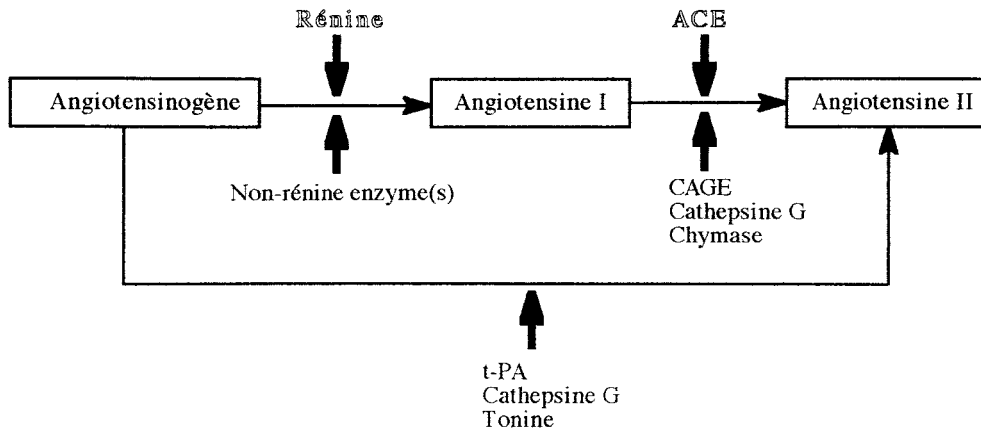 Rénine
ACE
Angiotensinogène
Angiotensine I
Angiotensine II
Non-rénine enzyme(s)
CAGE
Cathepsine G
Chymase
t-PA
Cathepsine G
Tonine